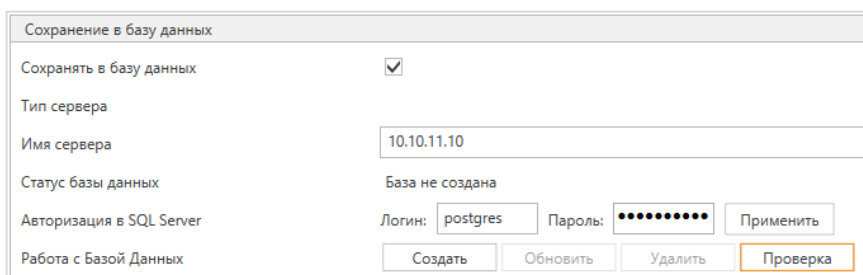 Сохранение в базу данных
Сохранять в базу данных
Тип сервера
Имя сервера 10.10.11.10
Статус базы данных База не создана
Авторизация в SQL Server Логин: postgres Пароль: ●●●●●●●●●● Применить
Работа с Базой Данных Создать Обновить Удалить Проверка